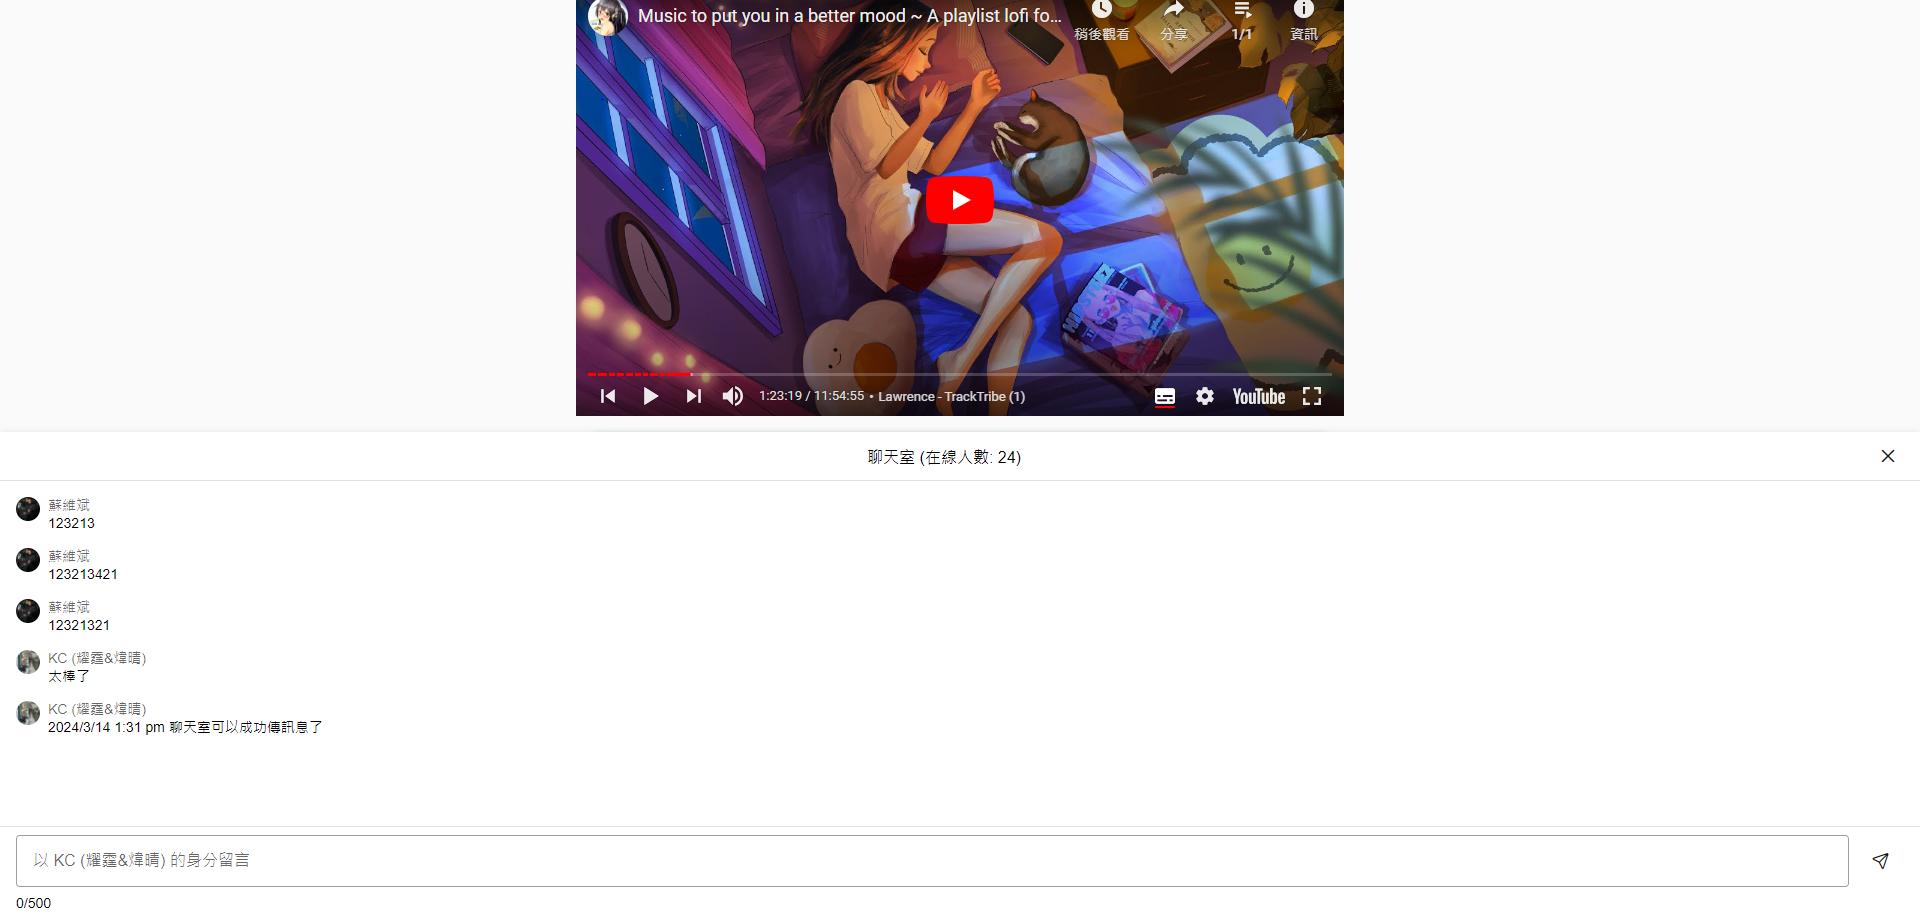 Music to put you in a better mood ~ A playlist lofi fo...
稍後觀看
分享
1/1
資訊
1:23:19 / 11:54:55 • Lawrence - TrackTribe (1)
YouTube
聊天室 (在線人數: 24)
蘇維斌
123213
蘇維斌
123213421
蘇維斌
12321321
KC (耀霆&煒晴)
太棒了
KC (耀霆&煒晴)
2024/3/14 1:31 pm 聊天室可以成功傳訊息了
以 KC (耀霆&煒晴) 的身分留言
0/500